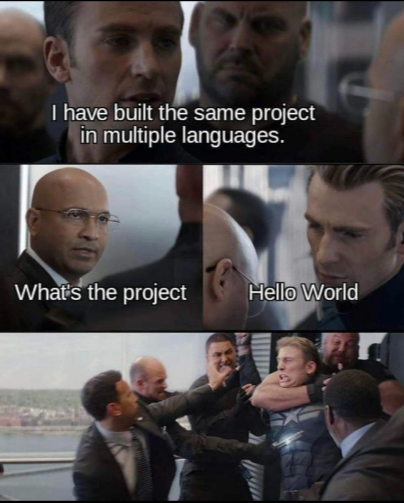 I have built the same project
in multiple languages.
What's the project
Hello World